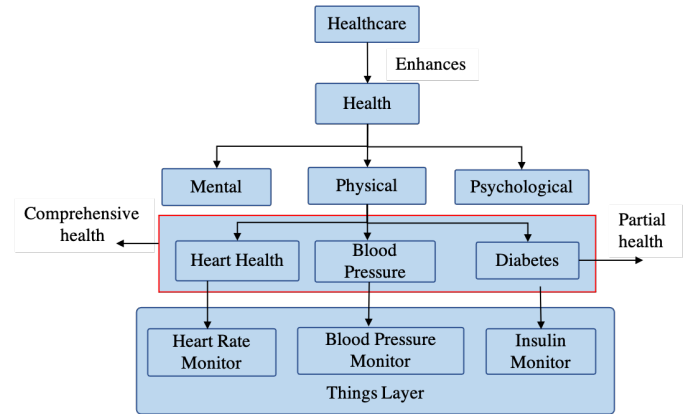 Healthcare
Enhances
Health
Mental
Physical
Psychological
Comprehensive
health
Partial
health
Heart Health
Blood
Pressure
Diabetes
Heart Rate
Monitor
Blood Pressure
Monitor
Insulin
Monitor
Things Layer